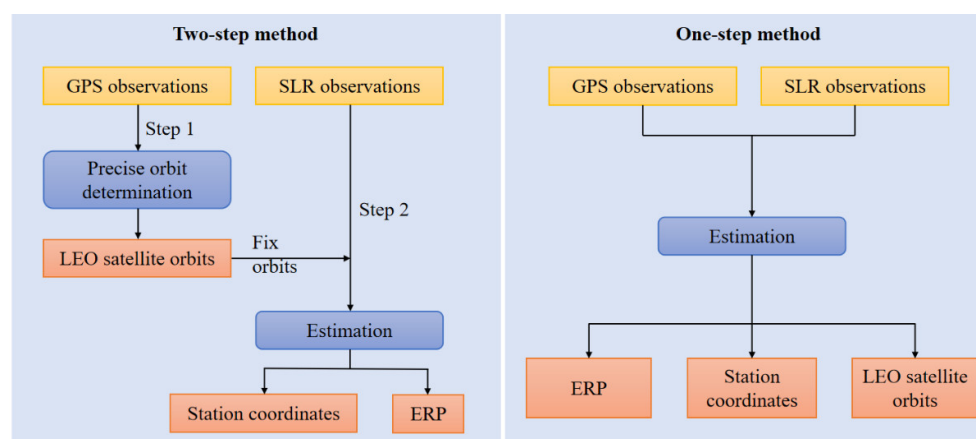 Two-step method
GPS observations
SLR observations
Step 1
Precise orbit
determination
Step 2
LEO satellite orbits
Fix
orbits
Estimation
Station coordinates
ERP
One-step method
GPS observations
SLR observations
Estimation
ERP
Station
coordinates
LEO satellite
orbits